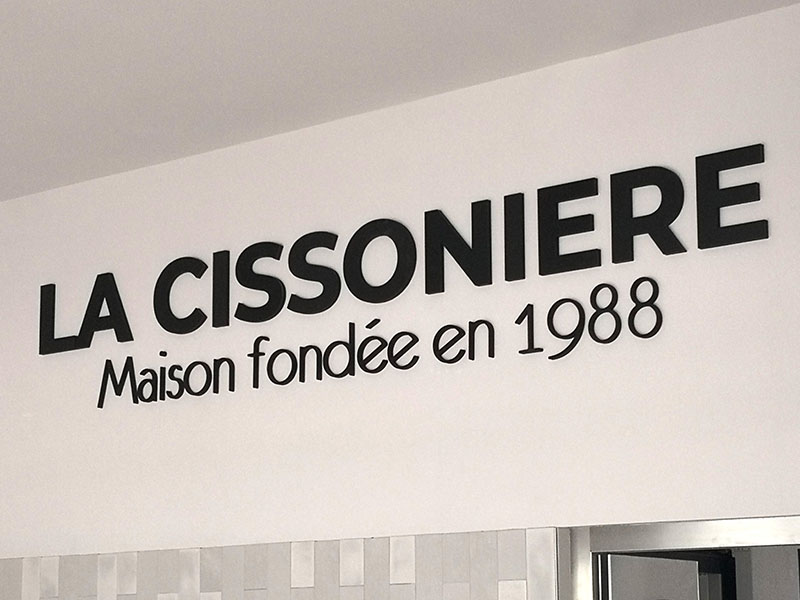 LA CISSONIERE
Maison fondée en 1988